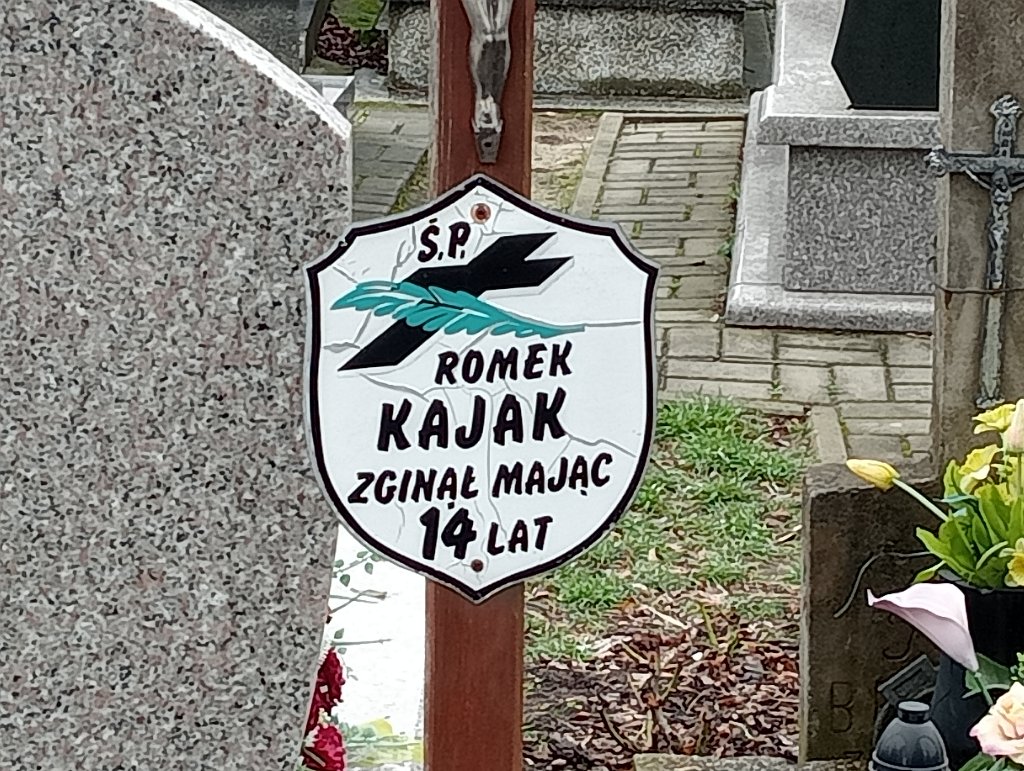 Ś.P.
ROMEK
KAJAK
ZGINĄŁ MAJĄC
14 LAT